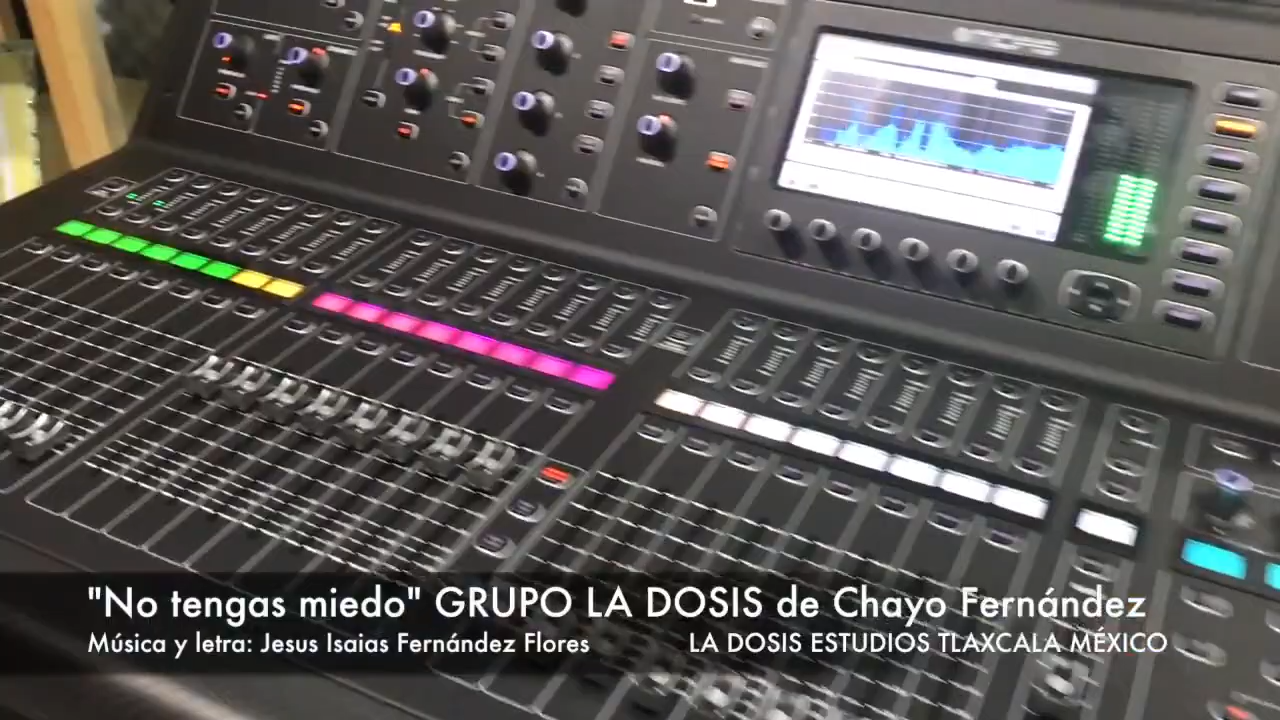 MIDAS
"No tengas miedo" GRUPO LA DOSIS de Chayo Fernández
Música y letra: Jesus Isaias Fernández Flores LA DOSIS ESTUDIOS TLAXCALA MÉXICO